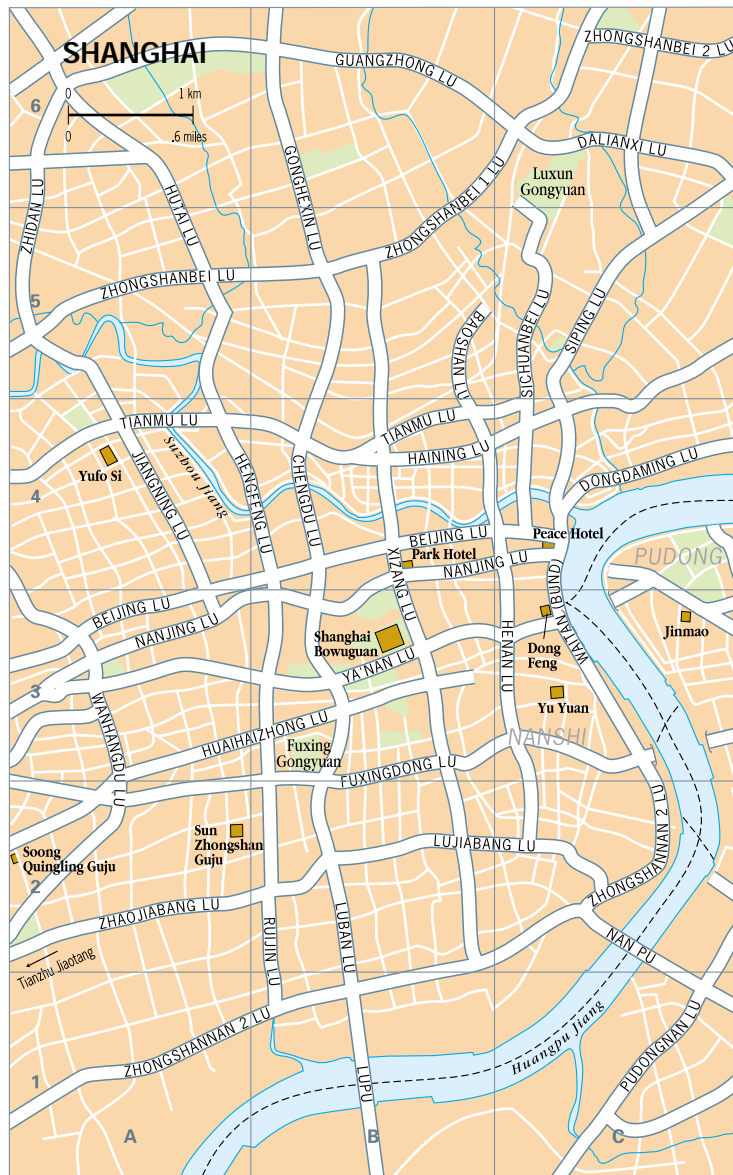 SHANGHAI
0 1 km
0 .6 miles
ZHONGSHANBEI 2 LU
GUANGZHONG LU
6
DALIANXI LU
Luxun
Gongyuan
GONGHEXIN LU
ZHONGSHANBEI 1 LU
HUTAI LU
ZHIDAN LU
ZHONGSHANBEI LU
5
BAOSHAN LU
SICHUANBEI LU
SIPING LU
TIANMU LU
TIANMU LU
HAINING LU
Suzhou Jiang
Yufo Si
JIANGNING LU
HENGFENG LU
CHENGDU LU
DONGDAMING LU
4
BEIJING LU
Peace Hotel
Park Hotel
NANJING LU
XIZANG LU
PUDONG
BEIJING LU
NANJING LU
WAITAN (BUND)
Shanghai
Bowuguan
HENAN LU
Dong
Feng
Jinmao
YA'NAN LU
3
WANHANGDU LU
Yu Yuan
HUAIHAIZHONG LU
NANSHI
Fuxing
Gongyuan
FUXINGDONG LU
Sun
Zhongshan
Guju
LUJIABANG LU
ZHONGSHANNAN 2 LU
Soong
Quingling Guju
2
ZHAOJIABANG LU
RUIJIN LU
LUBAN LU
NAN PU
Tianzhu Jiaotang
ZHONGSHANNAN 2 LU
Huangpu Jiang
PUDONGNAN LU
1
LUPU
A
B
C